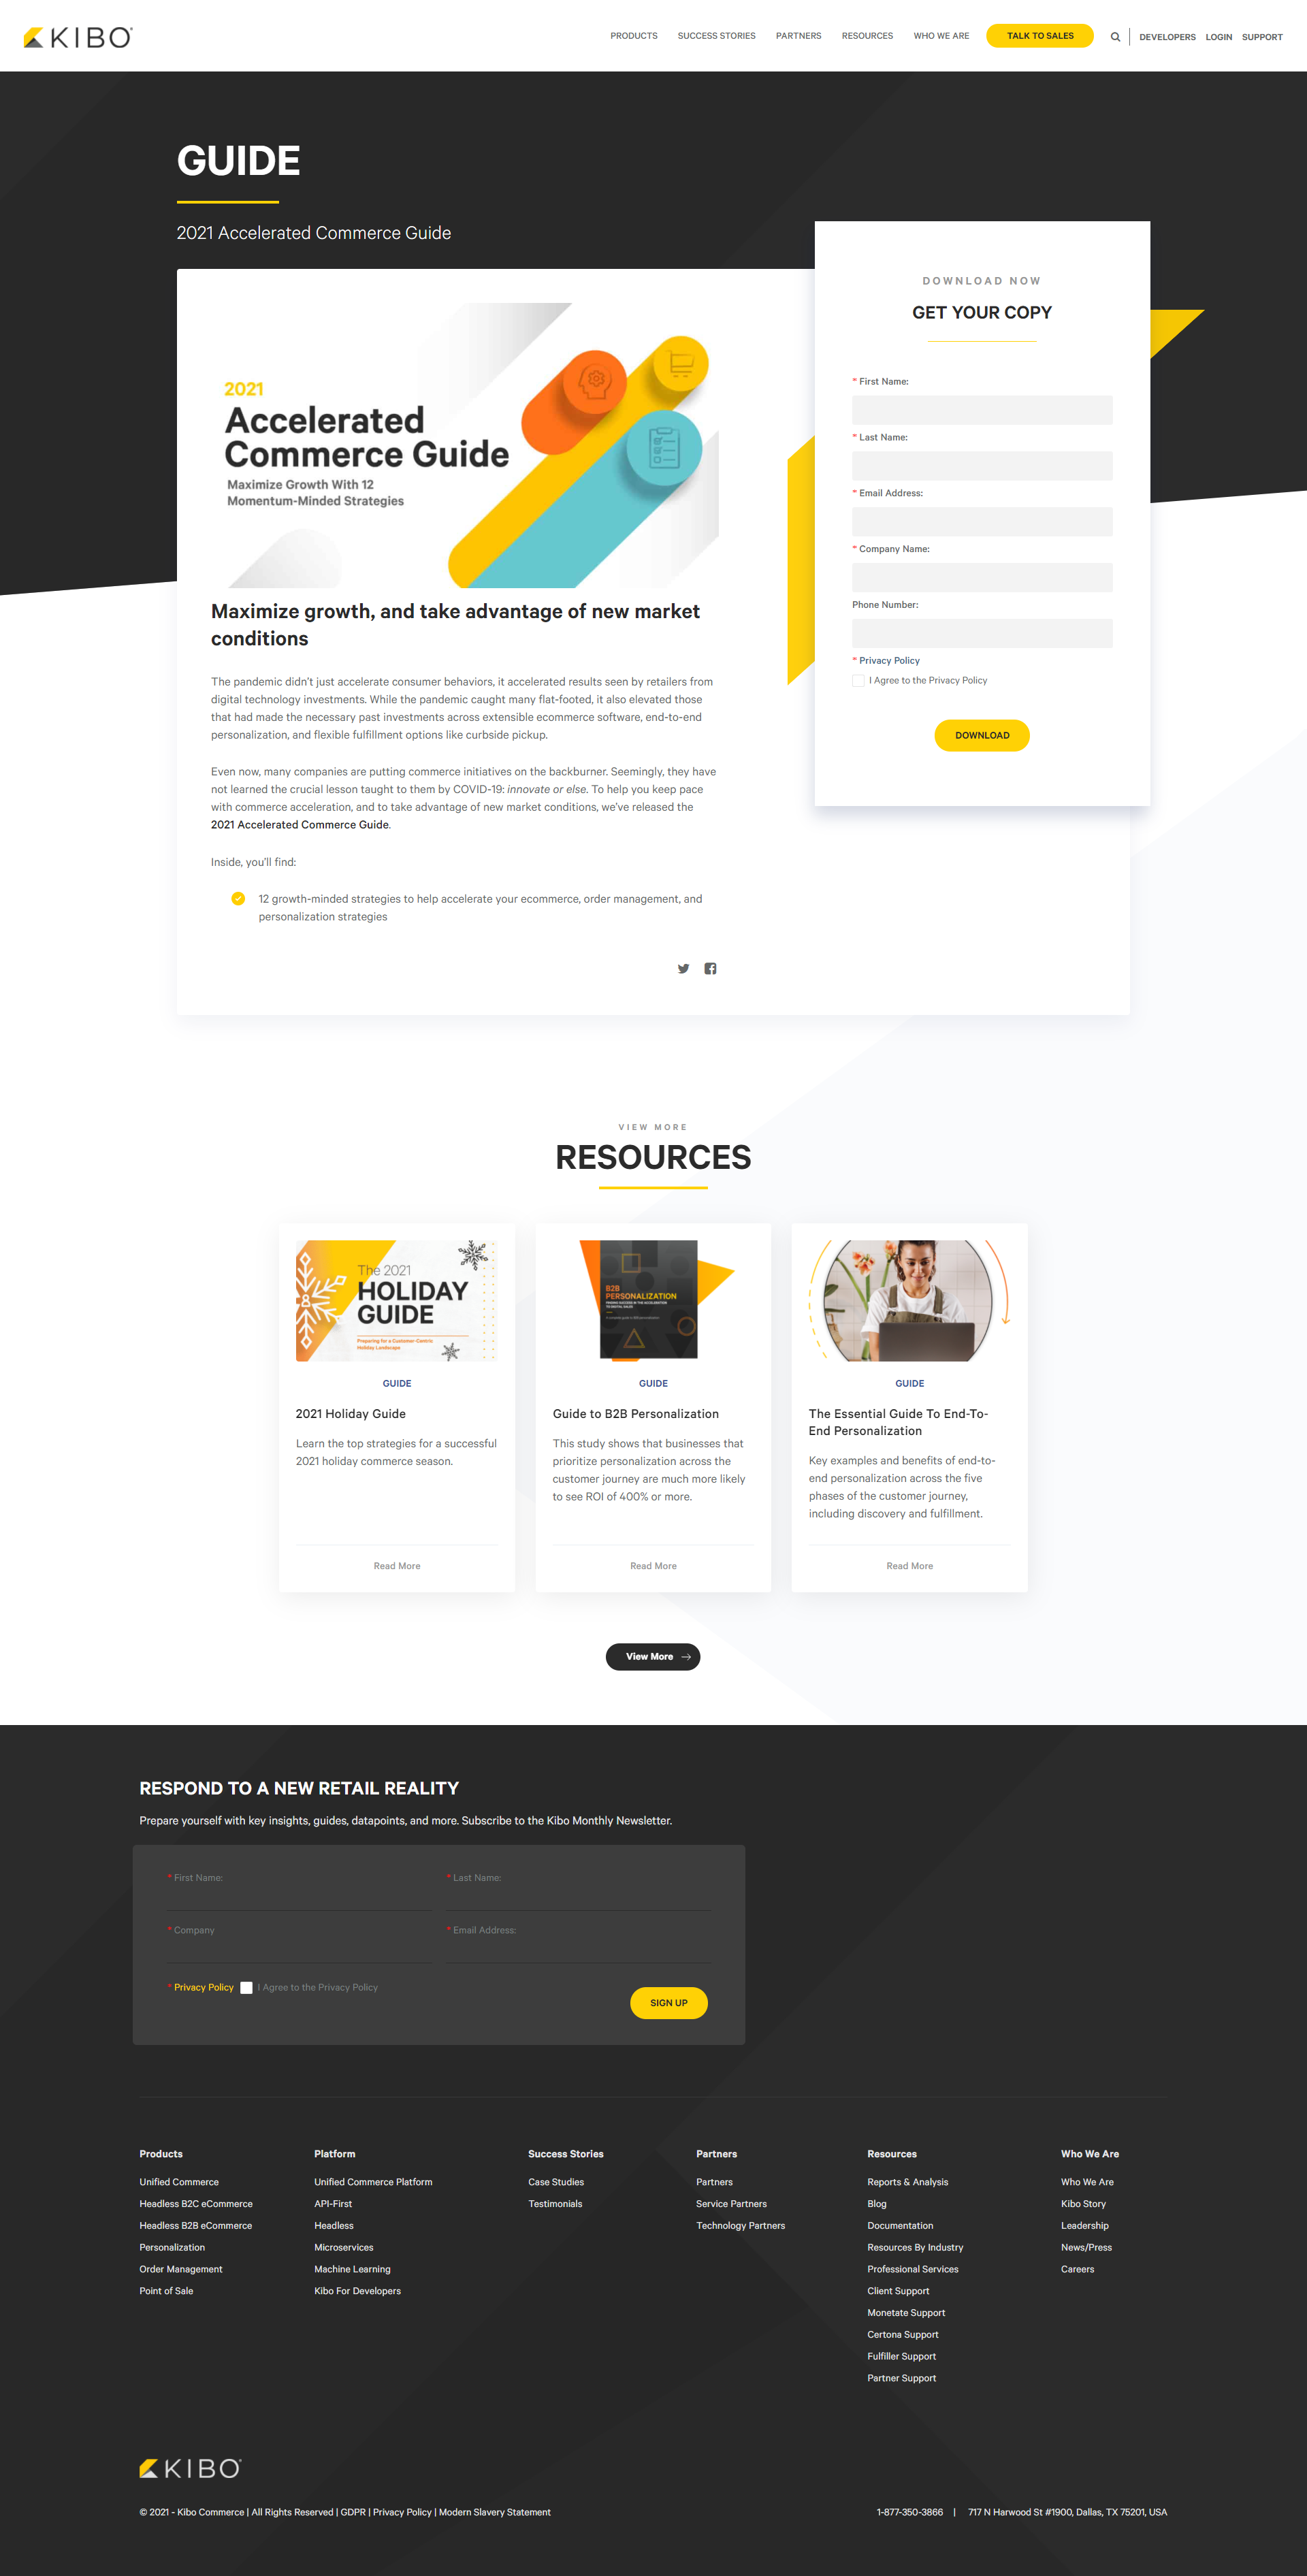 KIBO
PRODUCTS SUCCESS STORIES PARTNERS RESOURCES WHO WE ARE TALK TO SALES DEVELOPERS LOGIN SUPPORT
GUIDE
2021 Accelerated Commerce Guide
2021
Accelerated
Commerce Guide
Maximize Growth With 12
Momentum-Minded Strategies
Maximize growth, and take advantage of new market
conditions
The pandemic didn't just accelerate consumer behaviors, it accelerated results seen by retailers from
digital technology investments. While the pandemic caught many flat-footed, it also elevated those
that had made the necessary past investments across extensible ecommerce software, end-to-end
personalization, and flexible fulfillment options like curbside pickup.
Even now, many companies are putting commerce initiatives on the backburner. Seemingly, they have
not learned the crucial lesson taught to them by COVID-19: innovate or else. To help you keep pace
with commerce acceleration, and to take advantage of new market conditions, we've released the
2021 Accelerated Commerce Guide.
Inside, you'll find:
12 growth-minded strategies to help accelerate your ecommerce, order management, and
personalization strategies
DOWNLOAD NOW
GET YOUR COPY
* First Name:
* Last Name:
* Email Address:
* Company Name:
Phone Number:
* Privacy Policy
I Agree to the Privacy Policy
DOWNLOAD
VIEW MORE
RESOURCES
The 2021
HOLIDAY
GUIDE
Preparing for a Customer-Centric
Holiday Landscape
GUIDE
2021 Holiday Guide
Learn the top strategies for a successful
2021 holiday commerce season.
Read More
B2B
PERSONALIZATION
GUIDE
Guide to B2B Personalization
This study shows that businesses that
prioritize personalization across the
customer journey are much more likely
to see ROI of 400% or more.
Read More
GUIDE
The Essential Guide To End-To-
End Personalization
Key examples and benefits of end-to-
end personalization across the five
phases of the customer journey,
including discovery and fulfillment.
Read More
View More
RESPOND TO A NEW RETAIL REALITY
Prepare yourself with key insights, guides, datapoints, and more. Subscribe to the Kibo Monthly Newsletter.
* First Name: * Last Name:
* Company * Email Address:
* Privacy Policy I Agree to the Privacy Policy
SIGN UP
Products
Unified Commerce
Headless B2C eCommerce
Headless B2B eCommerce
Personalization
Order Management
Point of Sale
Platform
Unified Commerce Platform
API-First
Headless
Microservices
Machine Learning
Kibo For Developers
Success Stories
Case Studies
Testimonials
Partners
Partners
Service Partners
Technology Partners
Resources
Reports & Analysis
Blog
Documentation
Resources By Industry
Professional Services
Client Support
Monetate Support
Certona Support
Fulfiller Support
Partner Support
Who We Are
Who We Are
Kibo Story
Leadership
News/Press
Careers
KIBO
© 2021 - Kibo Commerce | All Rights Reserved | GDPR | Privacy Policy | Modern Slavery Statement
1-877-350-3866 | 717 N Harwood St #1900, Dallas, TX 75201, USA